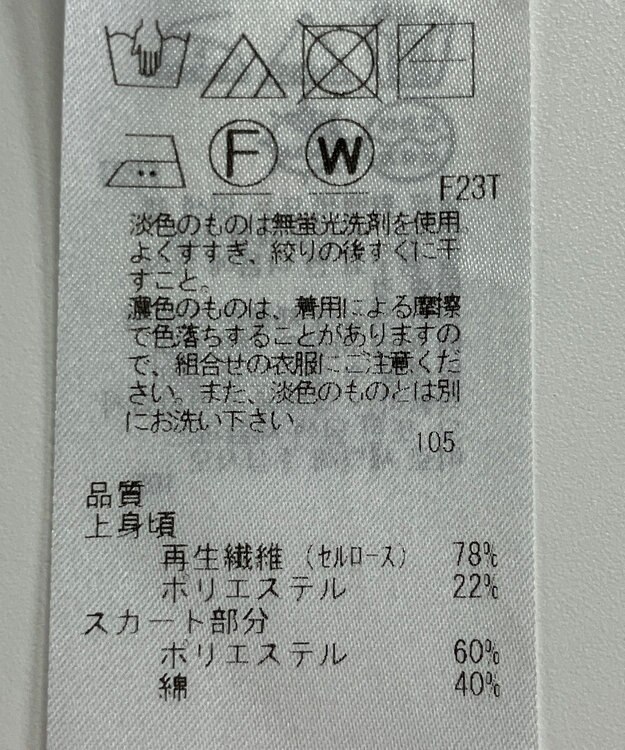 F W
F23T
淡色のものは無蛍光洗剤を使用
よくすすぎ、絞りの後すぐに干
すこと。
濃色のものは、着用による摩擦
で色落ちすることがありますの
で、組合せの衣服にご注意くだ
さい。また、淡色のものとは別
にお洗い下さい
105
品質
上身頃
再生繊維 (セルロース) 78%
ポリエステル 22%
スカート部分
ポリエステル 60%
綿 40%